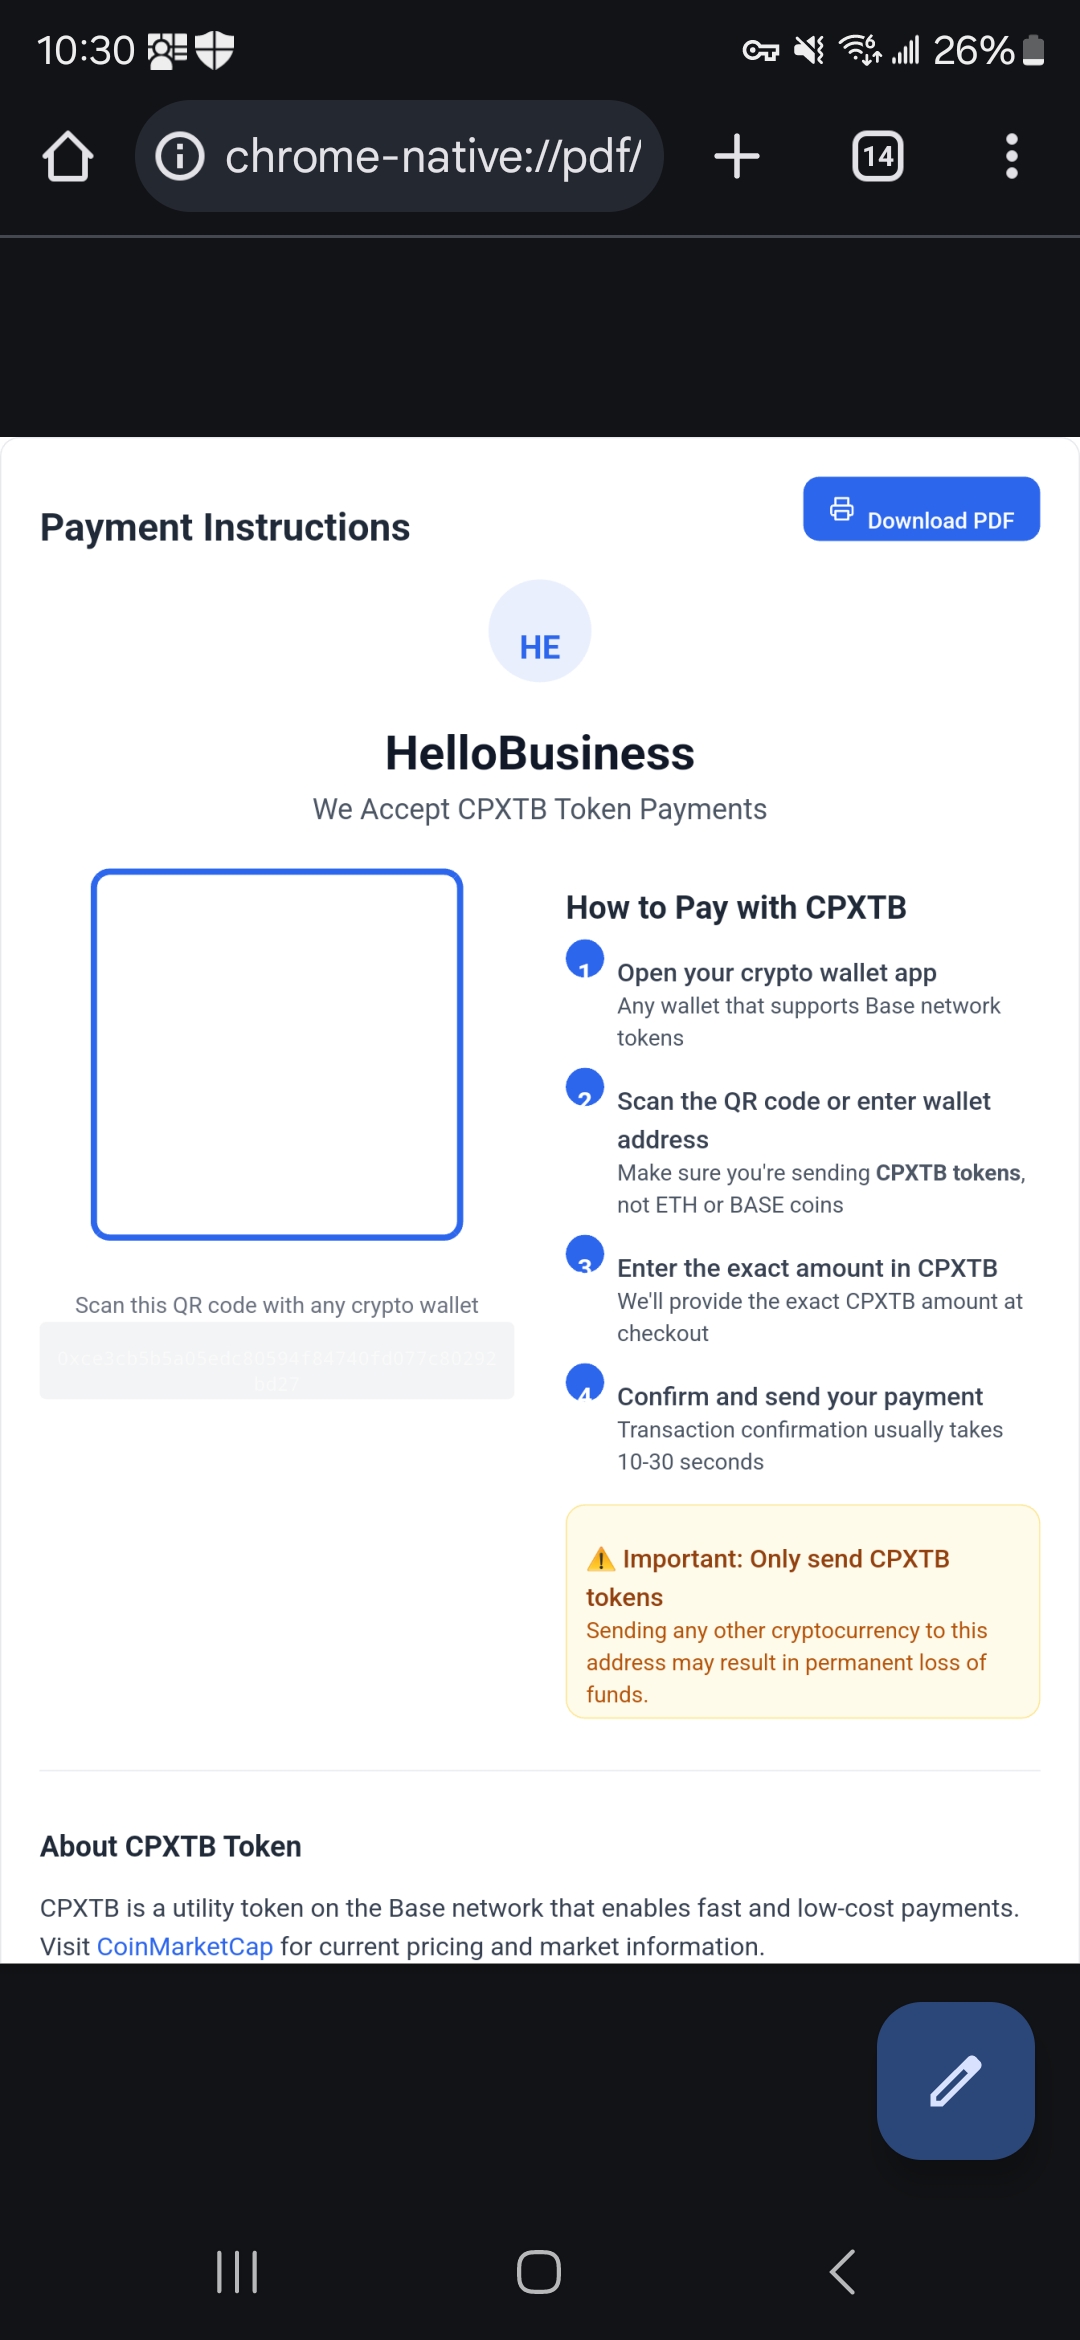 10:30
26%
chrome-native://pdf/
14
Payment Instructions
Download PDF
HE
HelloBusiness
We Accept CPXTB Token Payments
Scan this QR code with any crypto wallet
How to Pay with CPXTB
1
Open your crypto wallet app
Any wallet that supports Base network
tokens
2
Scan the QR code or enter wallet
address
Make sure you're sending CPXTB tokens,
not ETH or BASE coins
3
Enter the exact amount in CPXTB
We'll provide the exact CPXTB amount at
checkout
4
Confirm and send your payment
Transaction confirmation usually takes
10-30 seconds
⚠️ Important: Only send CPXTB
tokens
Sending any other cryptocurrency to this
address may result in permanent loss of
funds.
About CPXTB Token
CPXTB is a utility token on the Base network that enables fast and low-cost payments.
Visit CoinMarketCap for current pricing and market information.